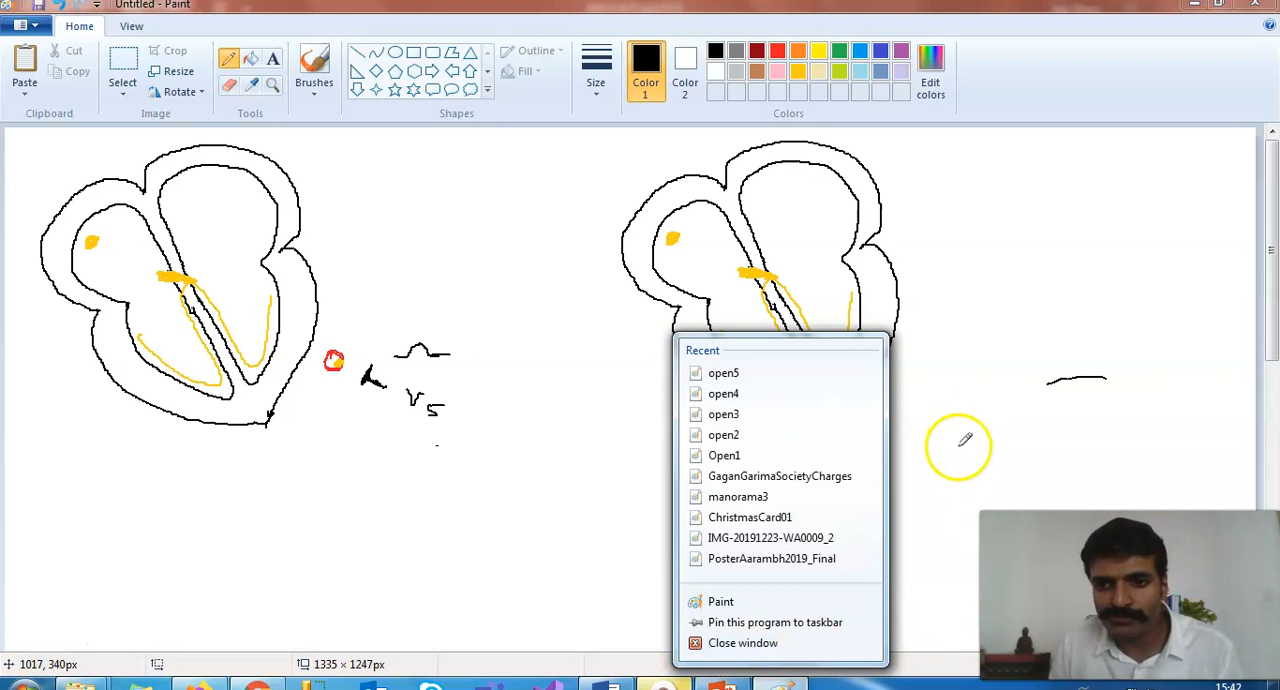 Untitled - Paint
Home View
Paste
Cut
Copy
Clipboard
Select
Crop
Resize
Rotate
Image
A
Tools
Brushes
Shapes
Outline
Fill
Size
Color 1
Color 2
Edit colors
Colors
V5
Recent
open5
open4
open3
open2
Open1
GaganGarimaSocietyCharges
manorama3
ChristmasCard01
IMG-20191223-WA0009_2
PosterAarambh2019_Final
Paint
Pin this program to taskbar
Close window
1017, 340px
1335 × 1247px
15:42